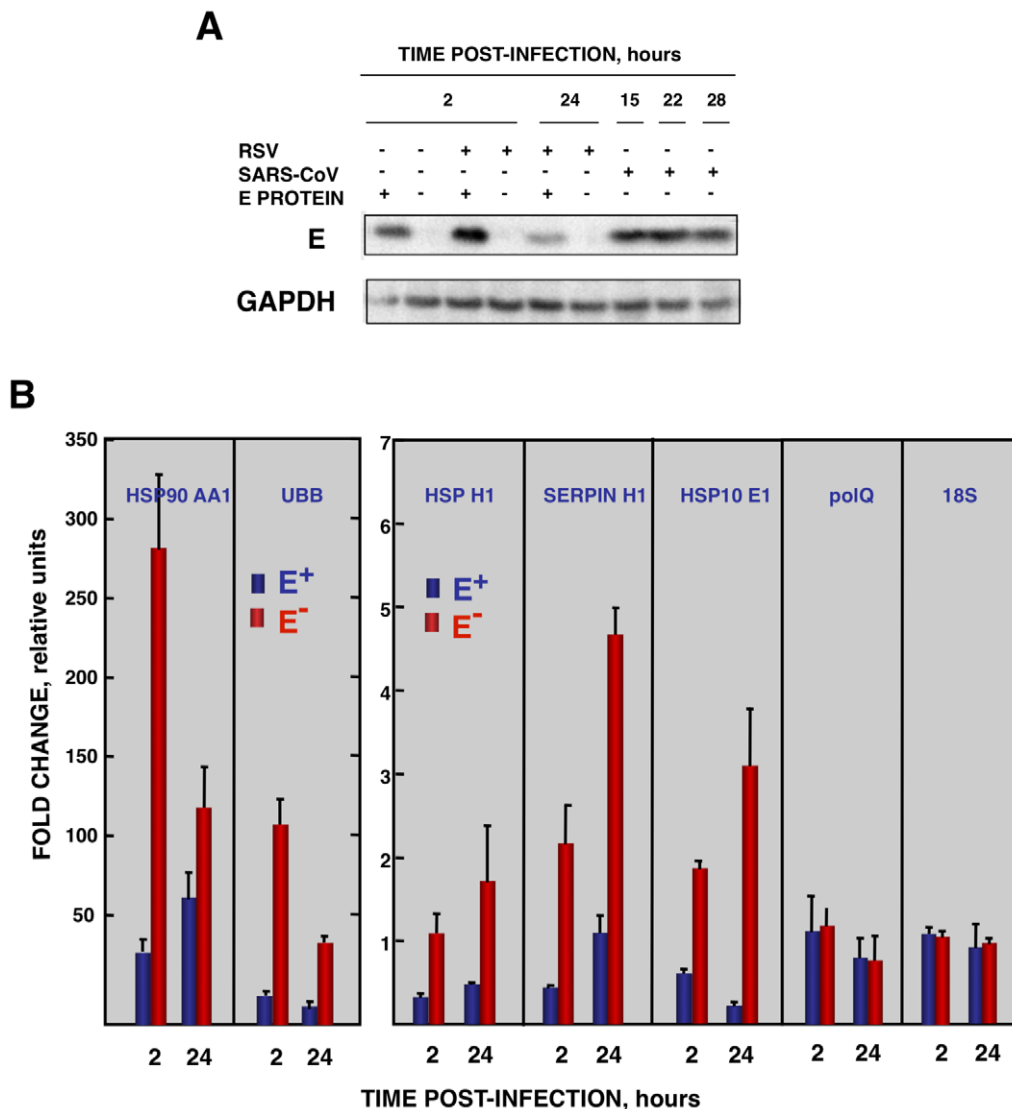 A
TIME POST-INFECTION, hours
2 24 15 22 28
RSV - - + + + + - - -
SARS-CoV - - - - - - + + +
E PROTEIN + - + - + - - - -
E
GAPDH
B
FOLD CHANGE, relative units
350
300
250
200
150
100
50
HSP90 AA1 UBB
E+
E-
7
6
5
4
3
2
1
HSP H1 SERPIN H1 HSP10 E1 polQ 18S
E+
E-
2 24 2 24 2 24 2 24 2 24 2 24 2 24
TIME POST-INFECTION, hours